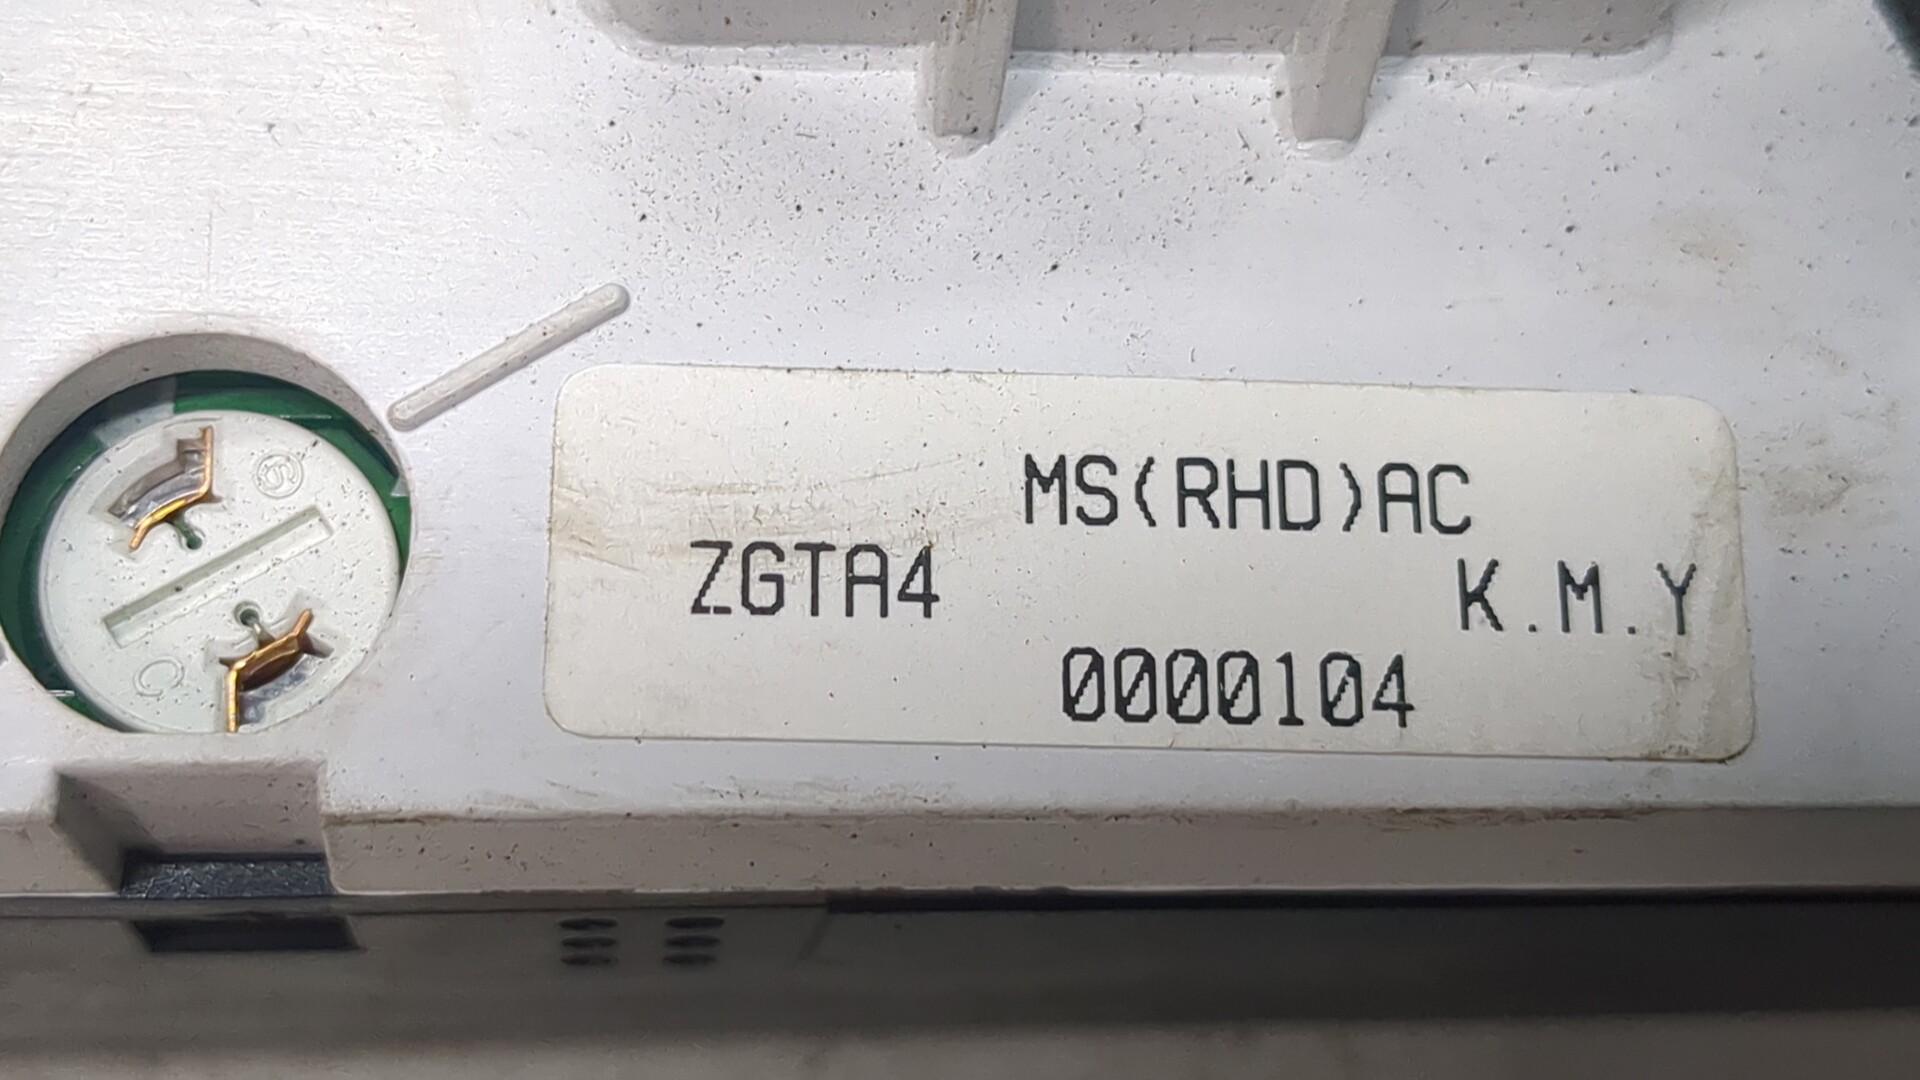 MS(RHD)AC
ZGTA4
K.M.Y
0000104
C